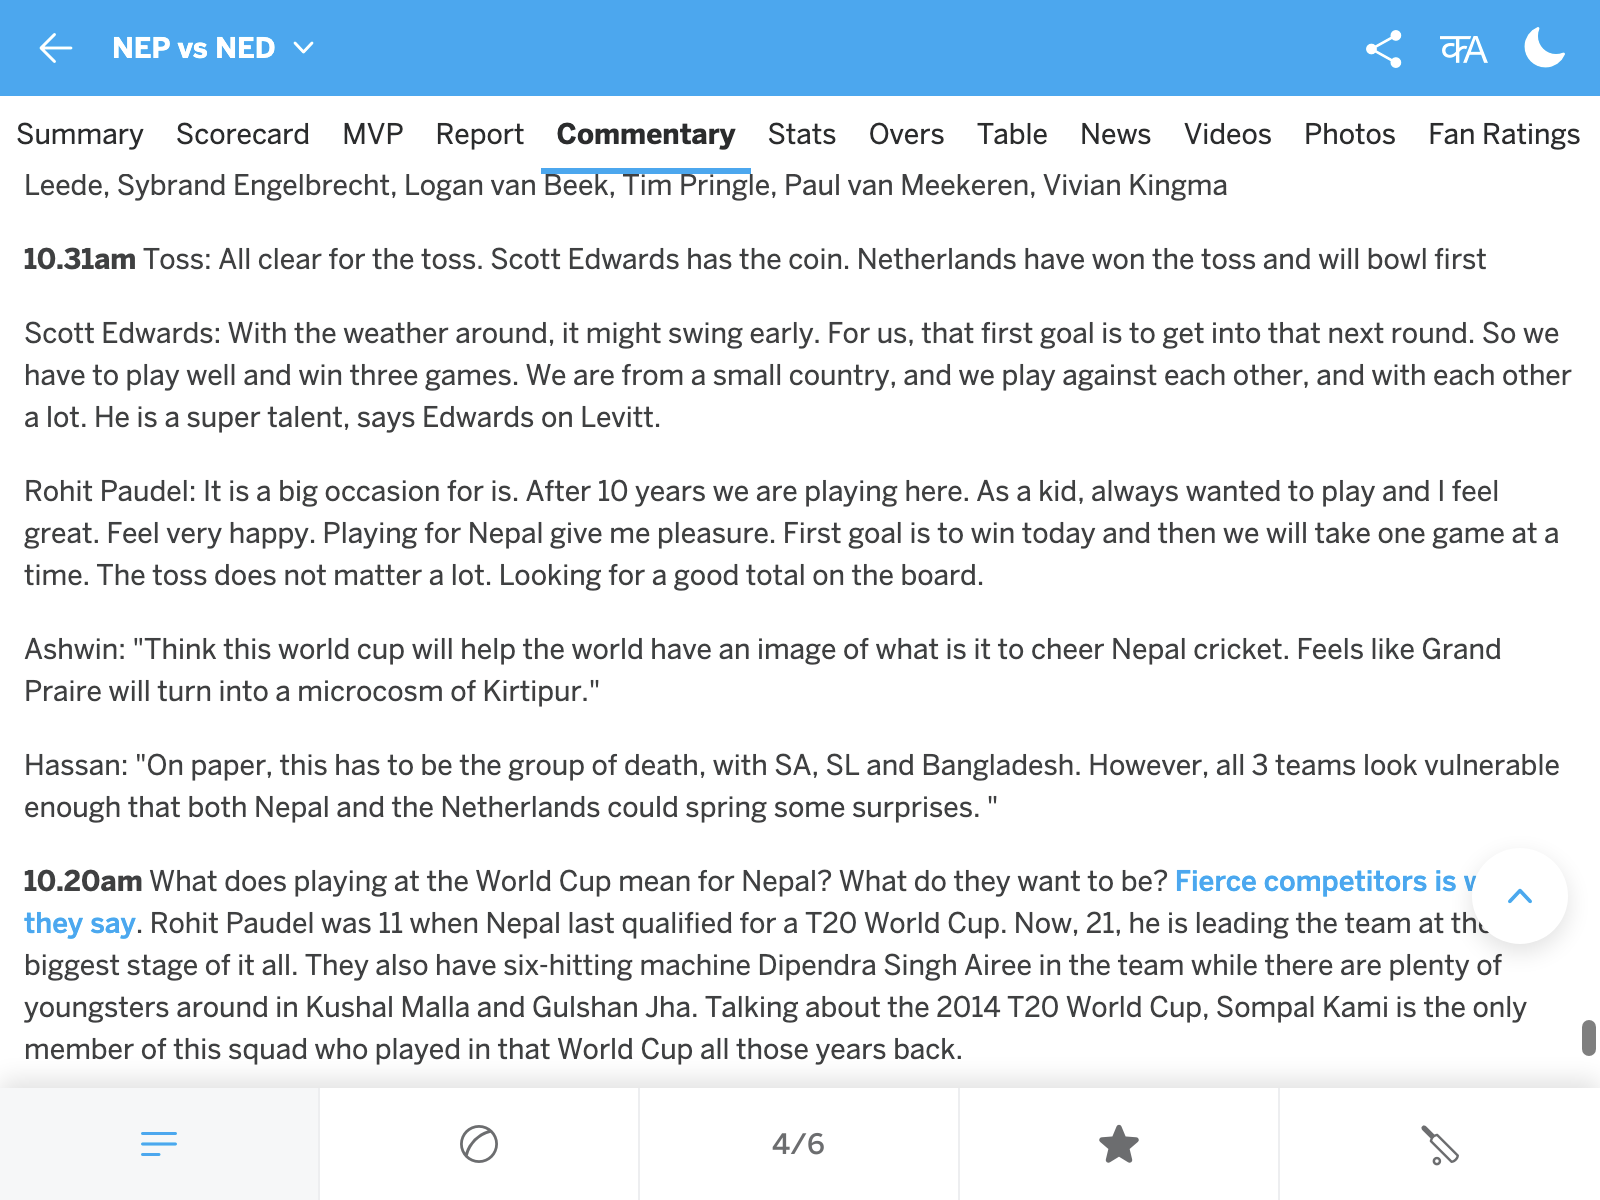 NEP vs NED
क/A
Summary Scorecard MVP Report Commentary Stats Overs Table News Videos Photos Fan Ratings
Leede, Sybrand Engelbrecht, Logan van Beek, Tim Pringle, Paul van Meekeren, Vivian Kingma
10.31am Toss: All clear for the toss. Scott Edwards has the coin. Netherlands have won the toss and will bowl first
Scott Edwards: With the weather around, it might swing early. For us, that first goal is to get into that next round. So we
have to play well and win three games. We are from a small country, and we play against each other, and with each other
a lot. He is a super talent, says Edwards on Levitt.
Rohit Paudel: It is a big occasion for is. After 10 years we are playing here. As a kid, always wanted to play and I feel
great. Feel very happy. Playing for Nepal give me pleasure. First goal is to win today and then we will take one game at a
time. The toss does not matter a lot. Looking for a good total on the board.
Ashwin: "Think this world cup will help the world have an image of what is it to cheer Nepal cricket. Feels like Grand
Praire will turn into a microcosm of Kirtipur."
Hassan: "On paper, this has to be the group of death, with SA, SL and Bangladesh. However, all 3 teams look vulnerable
enough that both Nepal and the Netherlands could spring some surprises. "
10.20am What does playing at the World Cup mean for Nepal? What do they want to be? Fierce competitors is
they say. Rohit Paudel was 11 when Nepal last qualified for a T20 World Cup. Now, 21, he is leading the team at
biggest stage of it all. They also have six-hitting machine Dipendra Singh Airee in the team while there are plenty of
youngsters around in Kushal Malla and Gulshan Jha. Talking about the 2014 T20 World Cup, Sompal Kami is the only
member of this squad who played in that World Cup all those years back.
4/6